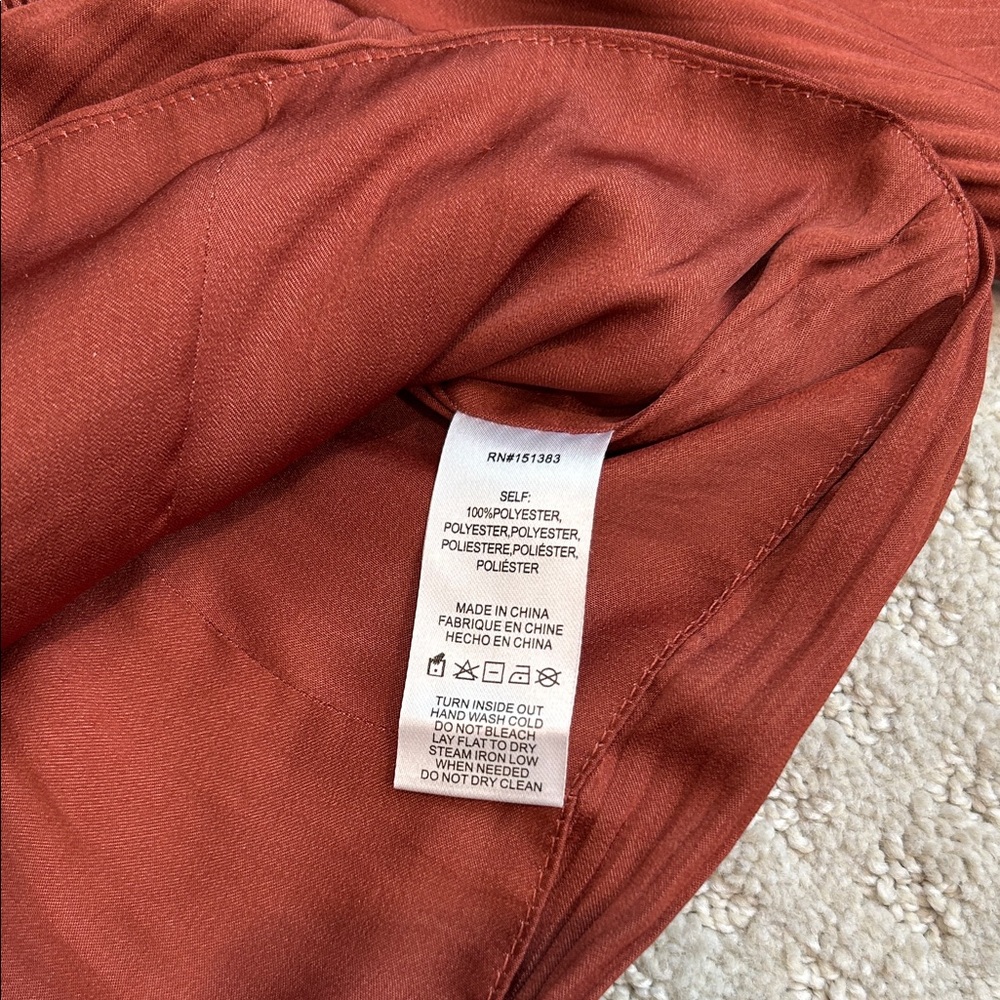 RN#151383
SELF:
100%POLYESTER,
POLYESTER,POLYESTER,
POLIESTERE,POLIÉSTER,
POLIÉSTER
MADE IN CHINA
FABRIQUE EN CHINE
HECHO EN CHINA
TURN INSIDE OUT
HAND WASH COLD
DO NOT BLEACH
LAY FLAT TO DRY
STEAM IRON LOW
WHEN NEEDED
DO NOT DRY CLEAN